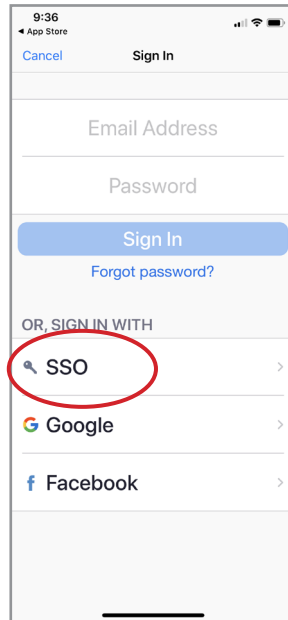 9:36
◀ App Store
Cancel Sign In
Email Address
Password
Sign In
Forgot password?
OR, SIGN IN WITH
SSO
Google
Facebook